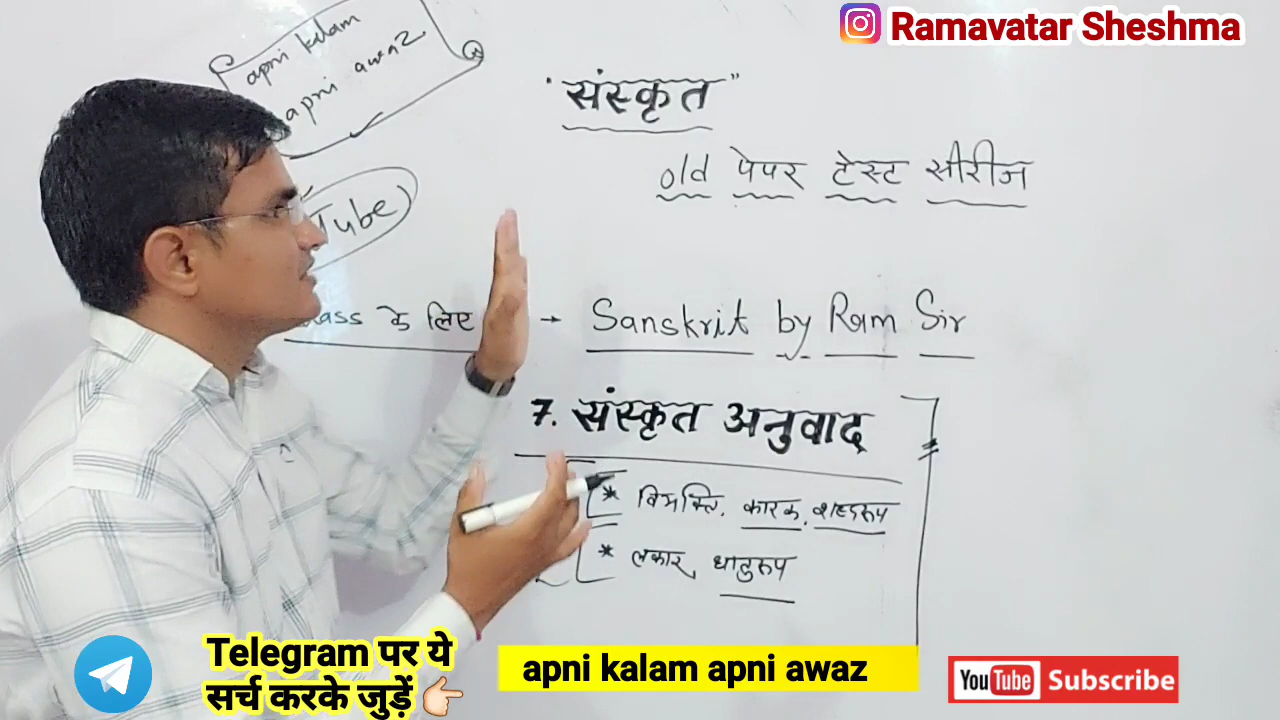 Ramavatar Sheshma
apni kalam
apni awaz
"संस्कृत"
old पेपर टेस्ट सीरीज
Tube
के लिए → Sanskrit by Ram Sir
7. संस्कृत अनुवाद
* विभक्ति, कारक, शब्दरूप
* लकार, धातुरूप
Telegram पर ये
सर्च करके जुड़ें
apni kalam apni awaz
YouTube Subscribe